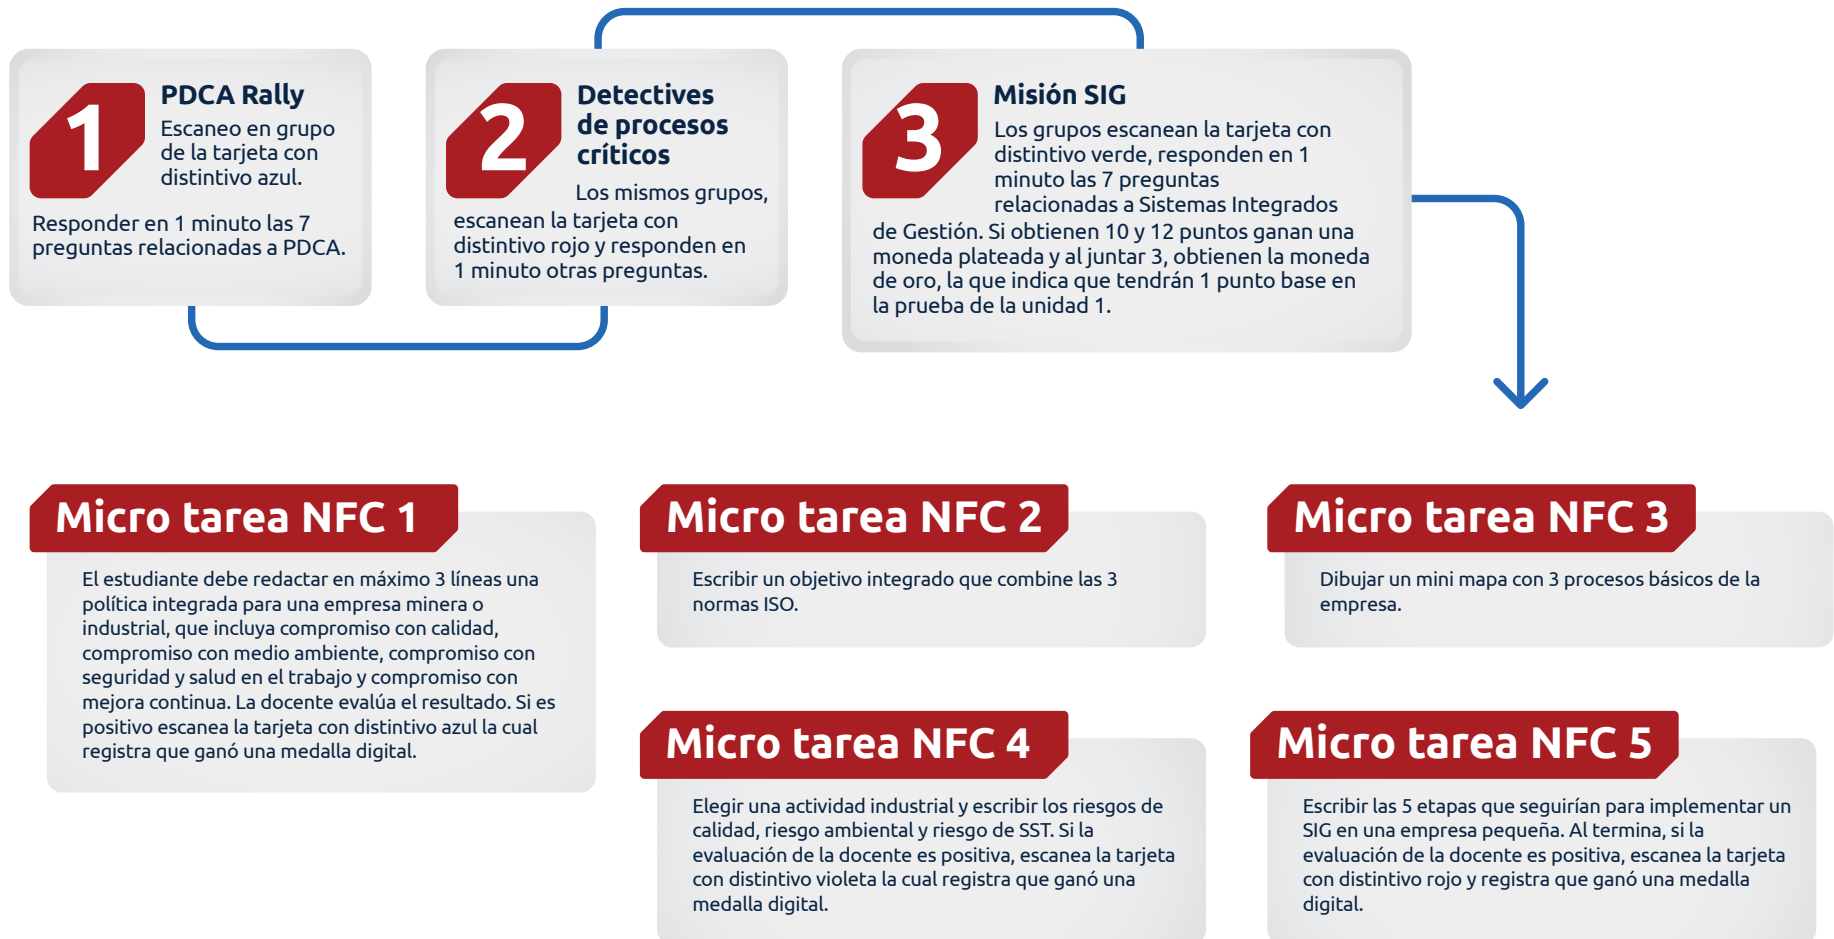 1
PDCA Rally
Escaneo en grupo
de la tarjeta con
distintivo azul.
Responder en 1 minuto las 7
preguntas relacionadas a PDCA.
2
Detectives
de procesos
críticos
Los mismos grupos,
escanean la tarjeta con
distintivo rojo y responden en
1 minuto otras preguntas.
3
Misión SIG
Los grupos escanean la tarjeta con
distintivo verde, responden en 1
minuto las 7 preguntas
relacionadas a Sistemas Integrados
de Gestión. Si obtienen 10 y 12 puntos ganan una
moneda plateada y al juntar 3, obtienen la moneda
de oro, la que indica que tendrán 1 punto base en
la prueba de la unidad 1.
Micro tarea NFC 1
El estudiante debe redactar en máximo 3 líneas una
política integrada para una empresa minera o
industrial, que incluya compromiso con calidad,
compromiso con medio ambiente, compromiso con
seguridad y salud en el trabajo y compromiso con
mejora continua. La docente evalúa el resultado. Si es
positivo escanea la tarjeta con distintivo azul la cual
registra que ganó una medalla digital.
Micro tarea NFC 2
Escribir un objetivo integrado que combine las 3
normas ISO.
Micro tarea NFC 3
Dibujar un mini mapa con 3 procesos básicos de la
empresa.
Micro tarea NFC 4
Elegir una actividad industrial y escribir los riesgos de
calidad, riesgo ambiental y riesgo de SST. Si la
evaluación de la docente es positiva, escanea la tarjeta
con distintivo violeta la cual registra que ganó una
medalla digital.
Micro tarea NFC 5
Escribir las 5 etapas que seguirían para implementar un
SIG en una empresa pequeña. Al termina, si la
evaluación de la docente es positiva, escanea la tarjeta
con distintivo rojo y registra que ganó una medalla
digital.